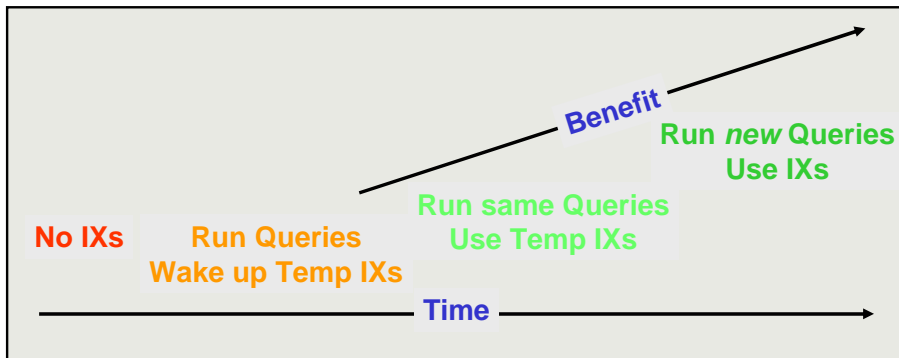 Benefit
Run new Queries
Use IXs
Run same Queries
Use Temp IXs
No IXs
Run Queries
Wake up Temp IXs
Time